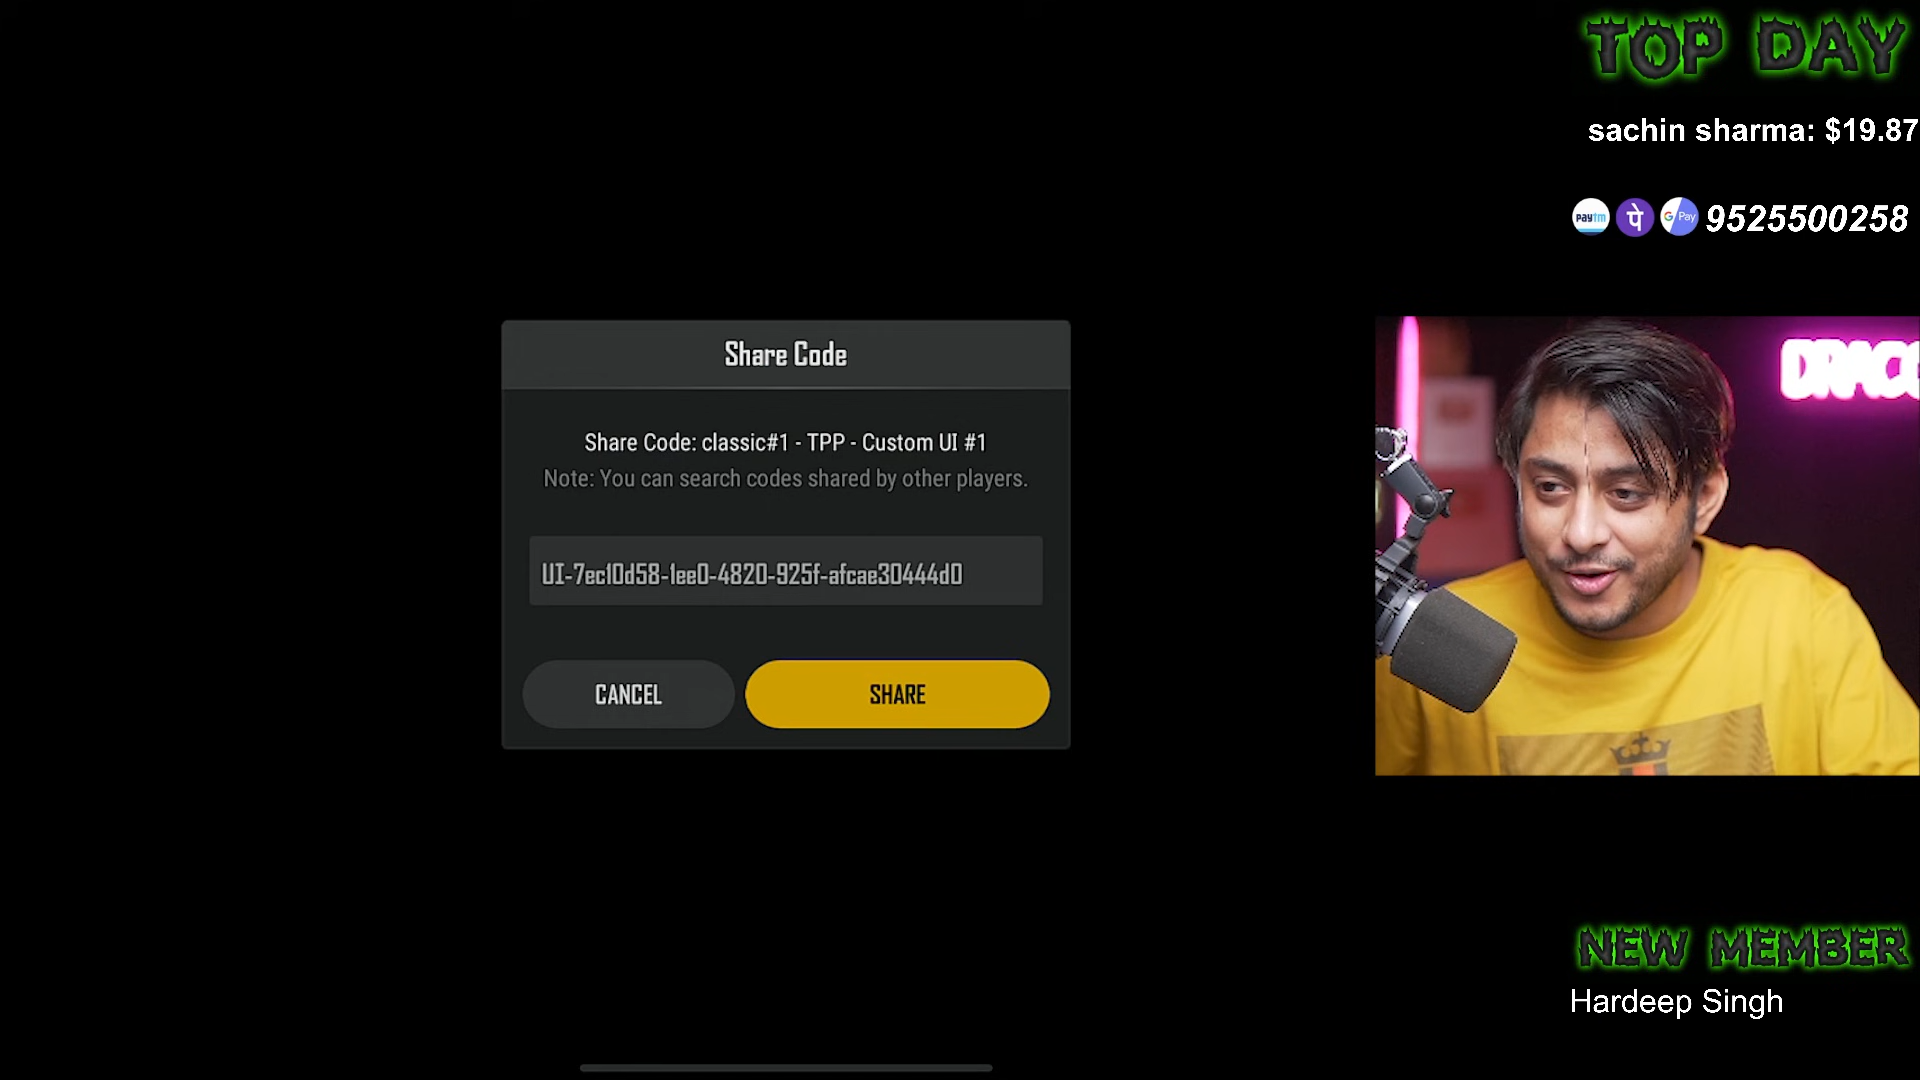 TOP DAY
sachin sharma: $19.87
paytm पे G Pay 9525500258
Share Code
Share Code: classic#1 - TPP - Custom UI #1
Note: You can search codes shared by other players.
UI-7ec10d58-1ee0-4820-925f-afcae30444d0
CANCEL SHARE
NEW MEMBER
Hardeep Singh